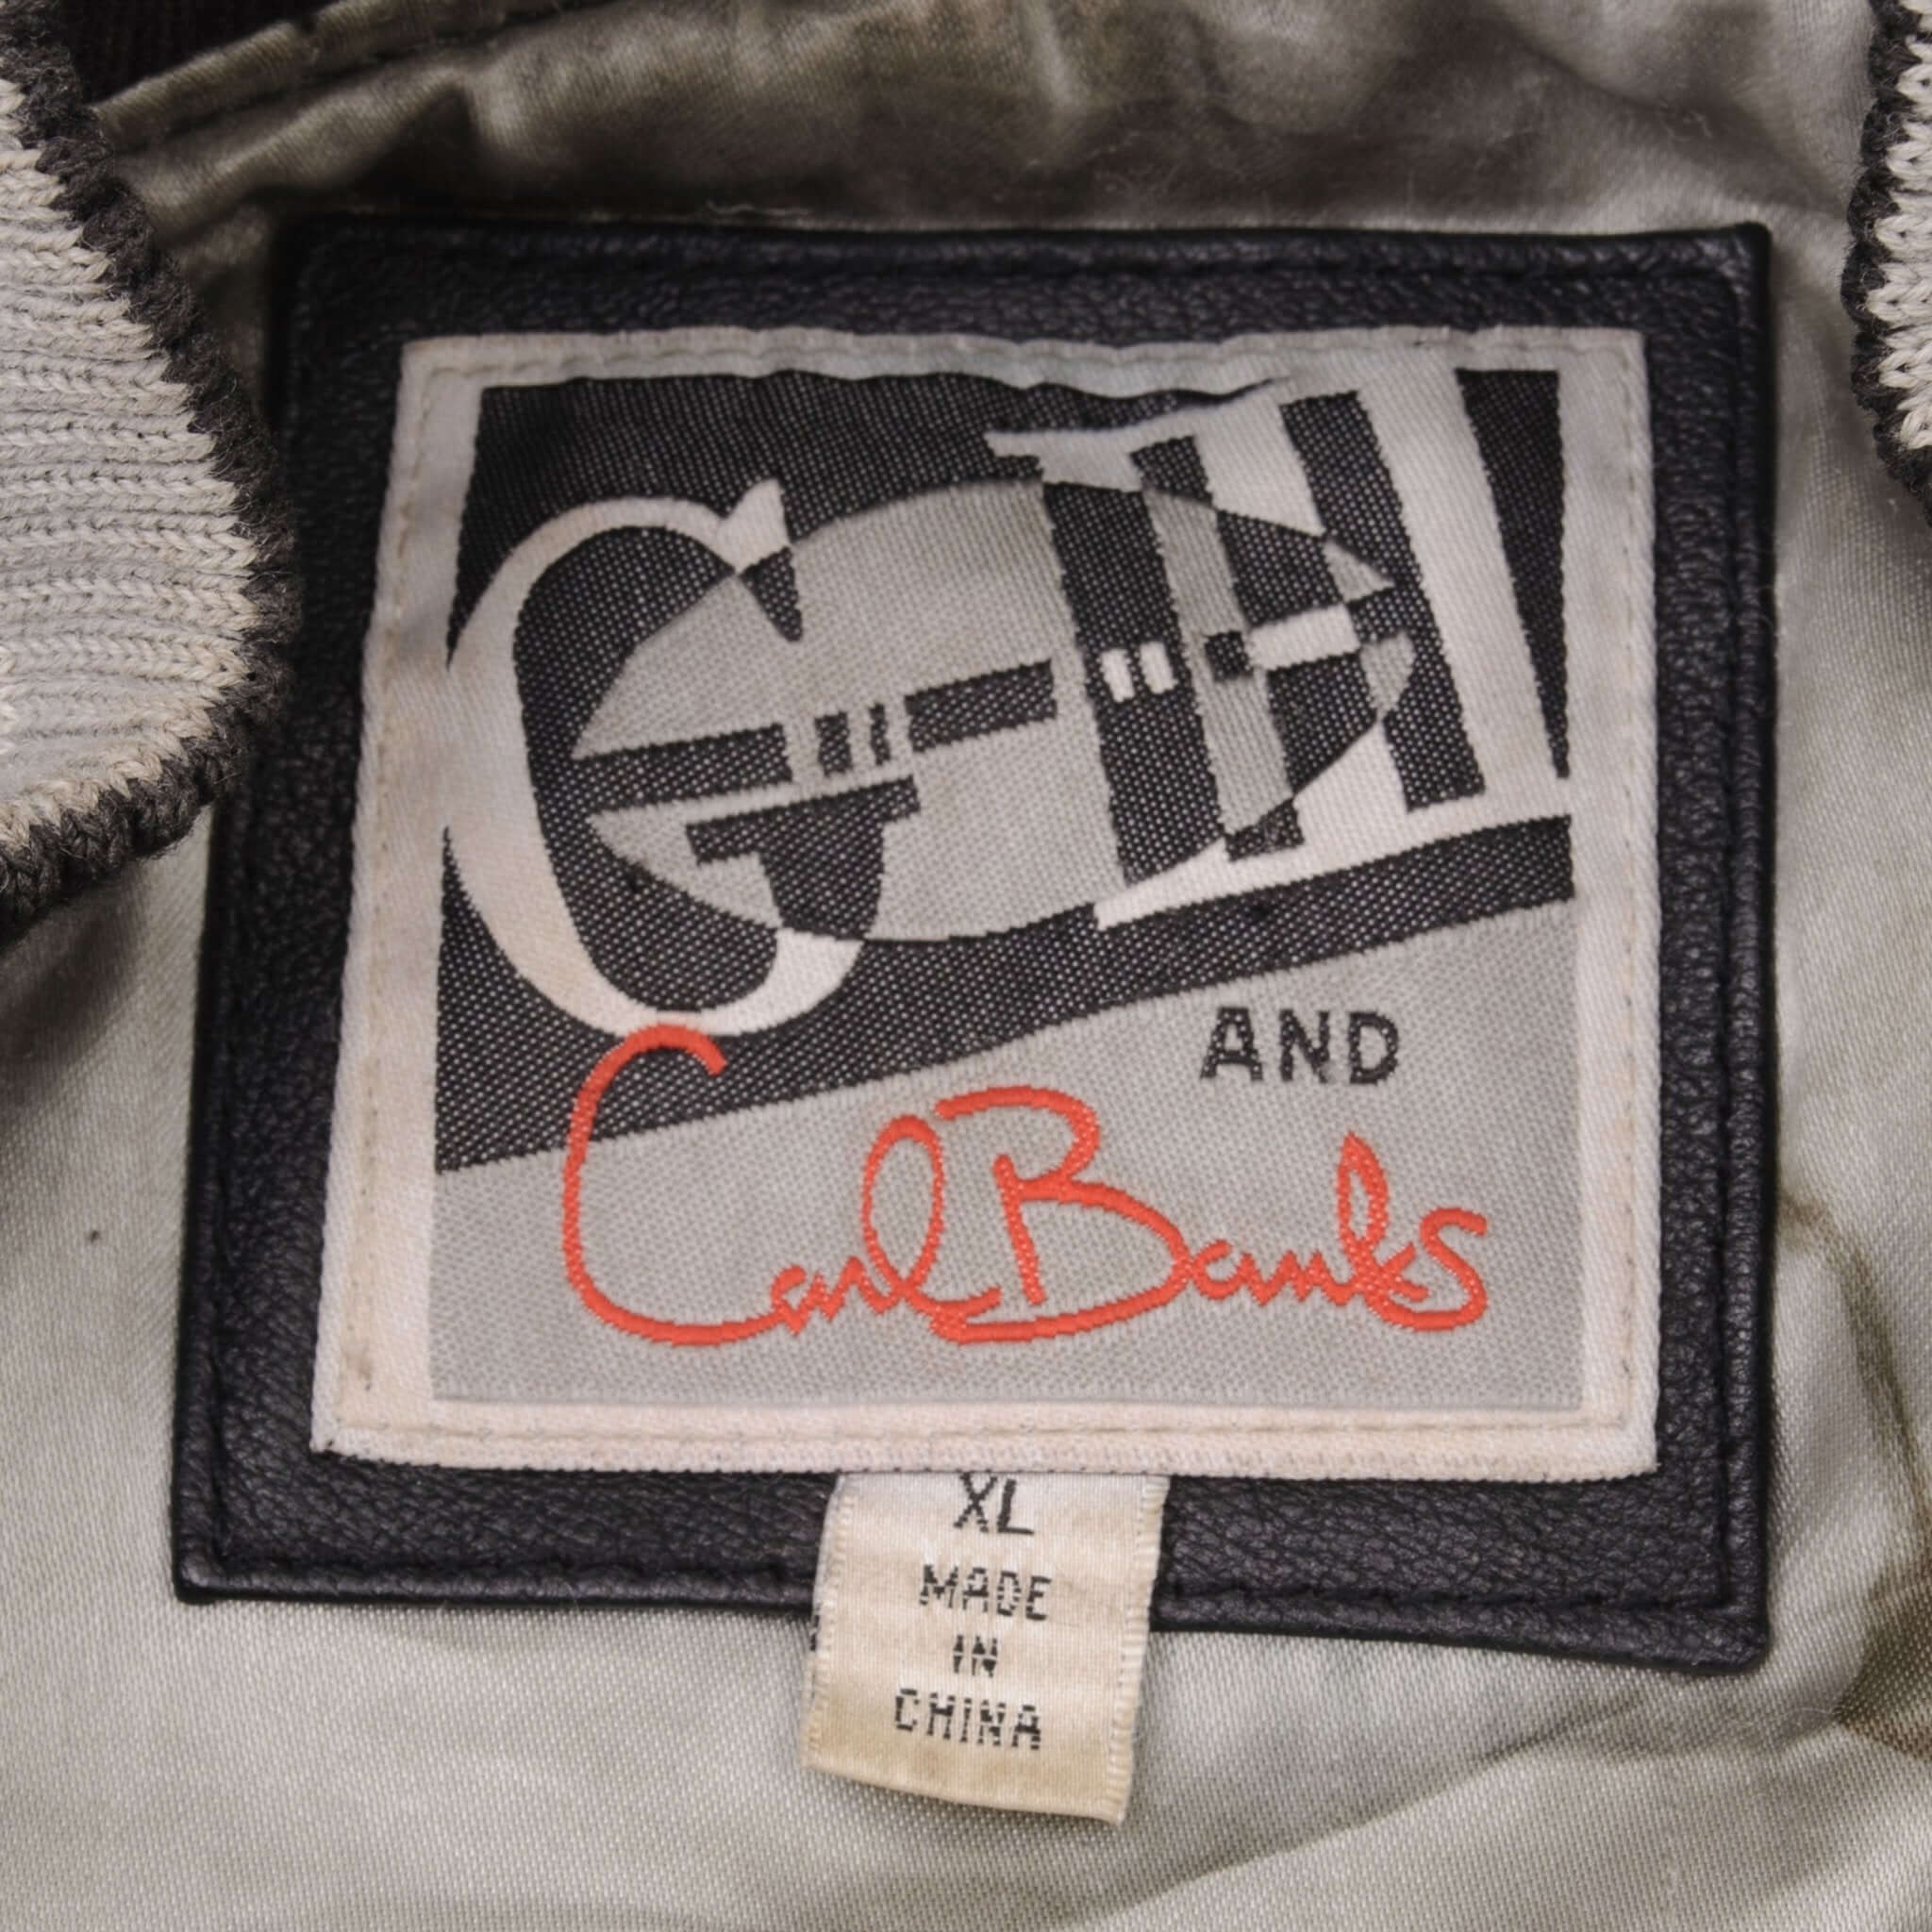 G-III
AND
Carl Banks
XL
MADE
IN
CHINA